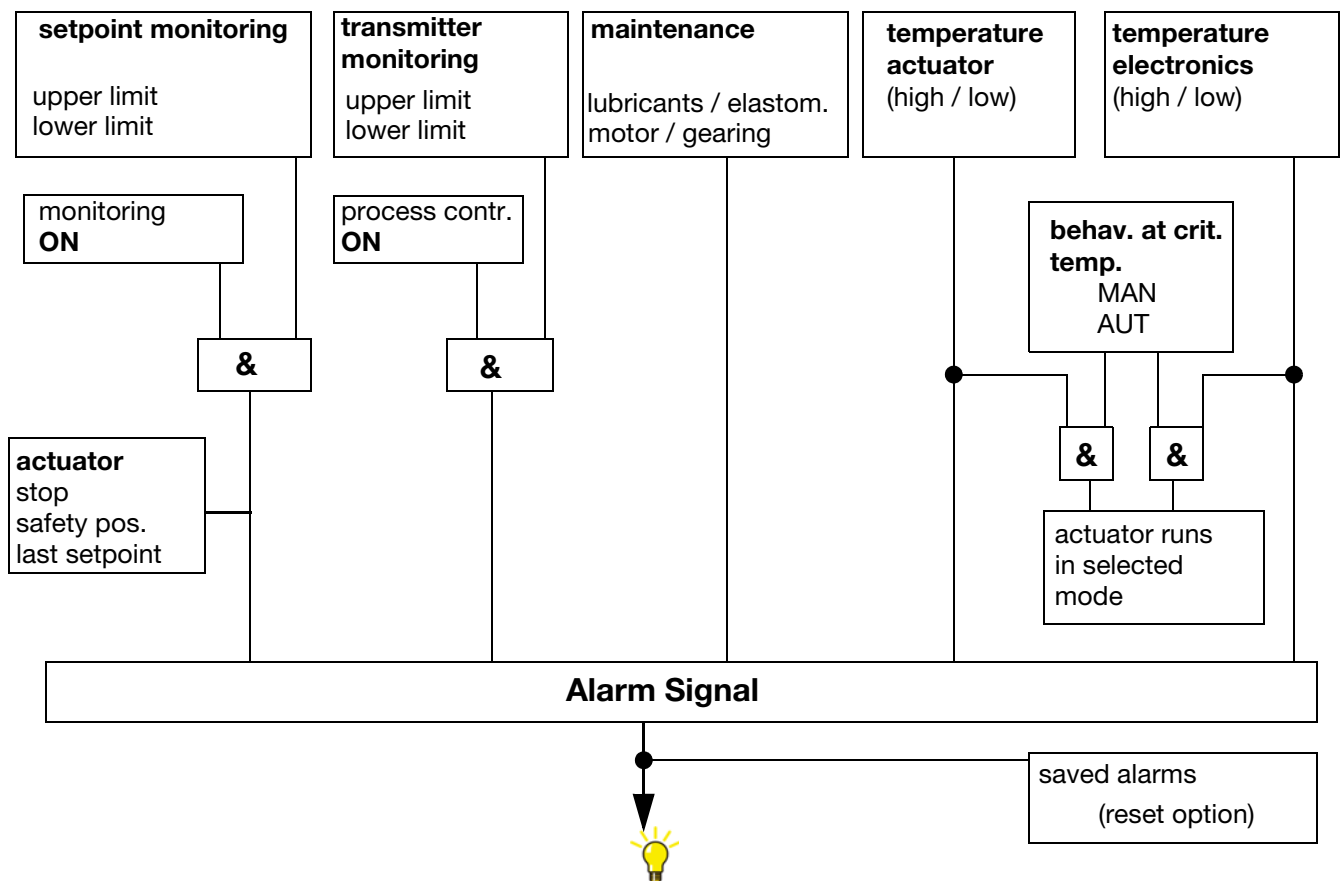 setpoint monitoring
upper limit
lower limit
transmitter
monitoring
upper limit
lower limit
maintenance
lubricants / elastom.
motor / gearing
temperature
actuator
(high / low)
temperature
electronics
(high / low)
monitoring
ON
process contr.
ON
behav. at crit.
temp.
MAN
AUT
&
&
&
&
actuator
stop
safety pos.
last setpoint
actuator runs
in selected
mode
Alarm Signal
saved alarms
(reset option)